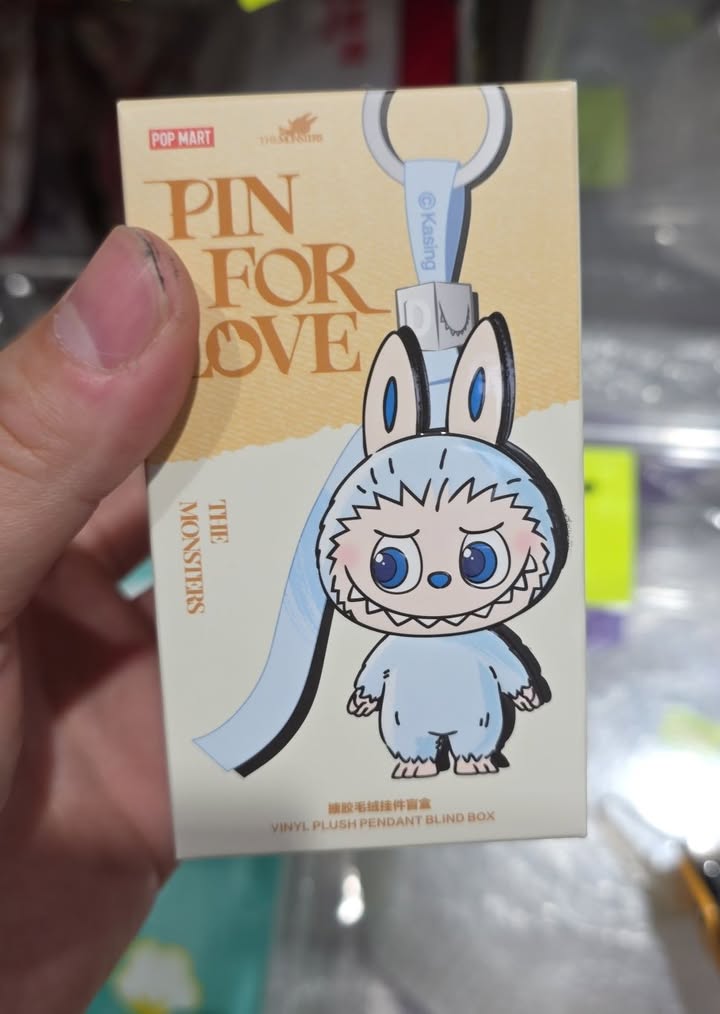 POP MART
THE MONSTERS
PIN
FOR
LOVE
© Kasing
THE
MONSTERS
搪胶毛绒挂件盲盒
VINYL PLUSH PENDANT BLIND BOX